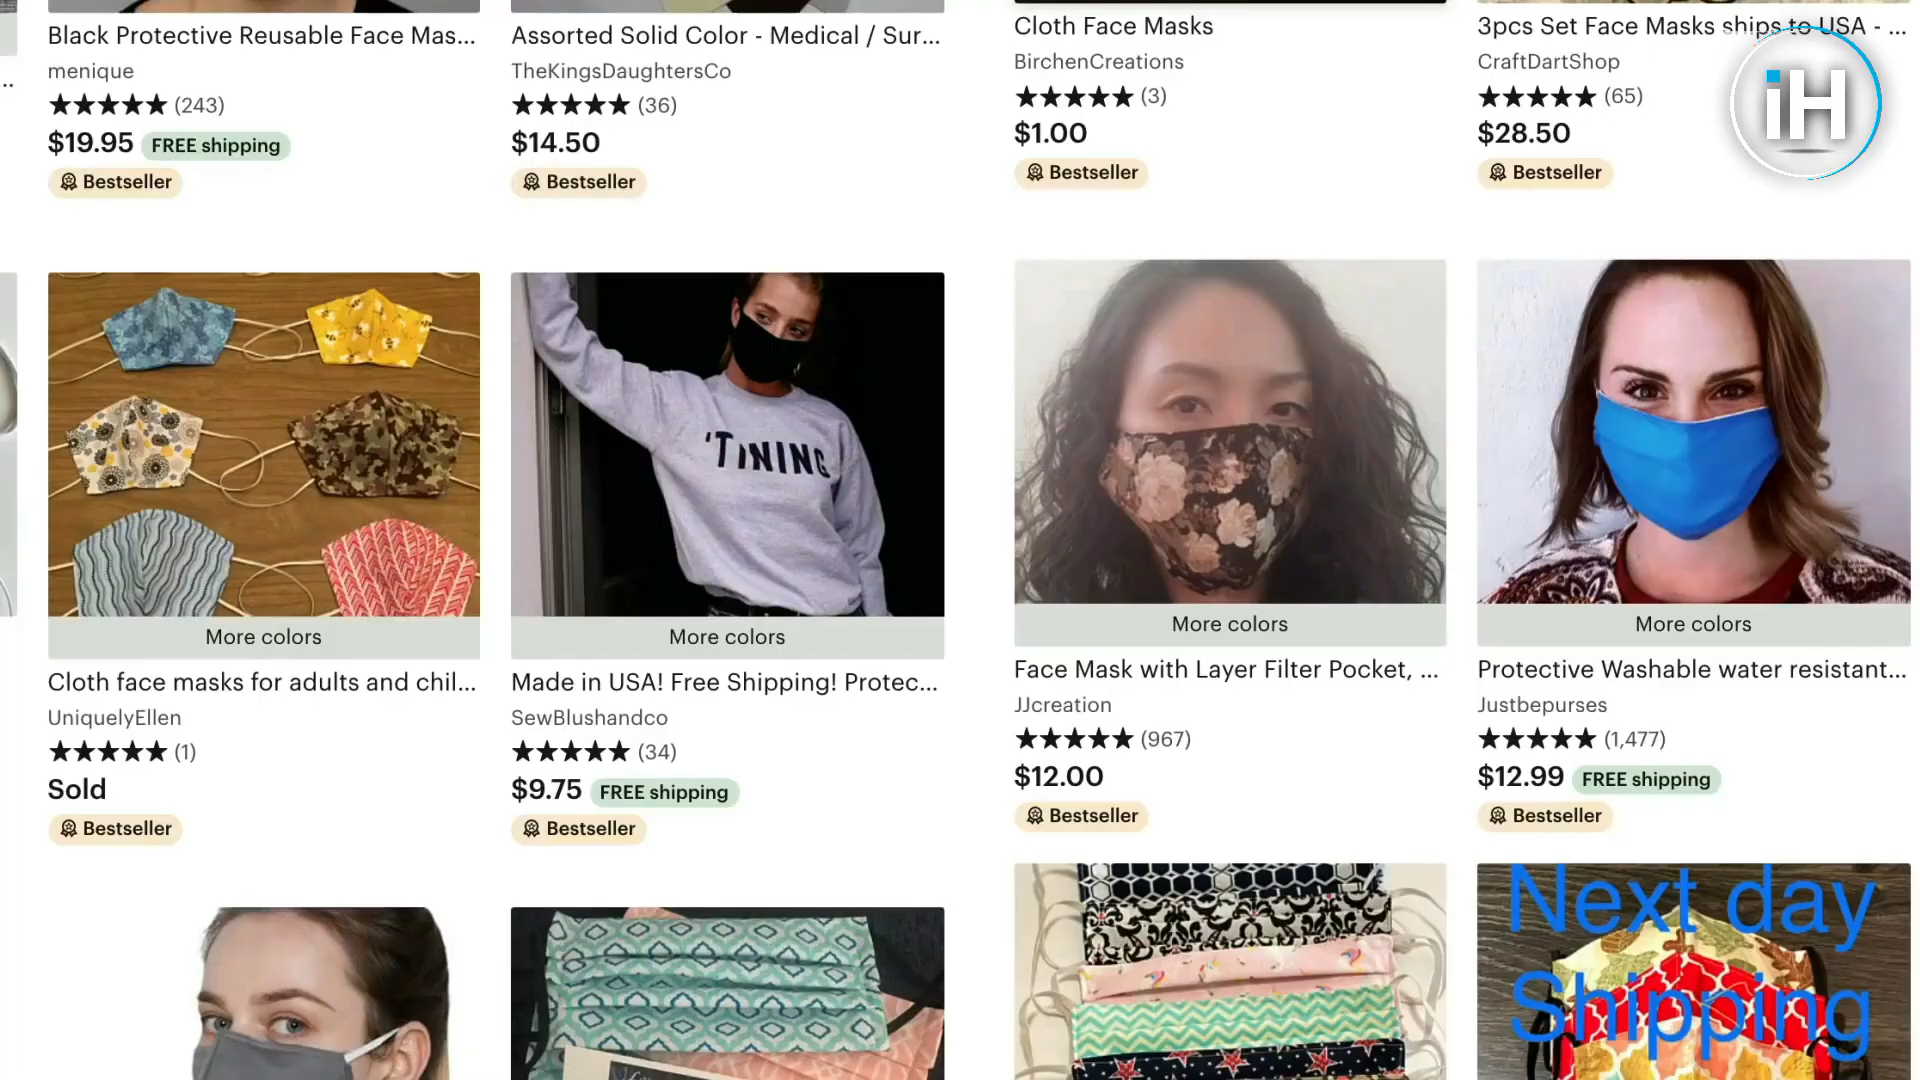 Black Protective Reusable Face Mas...
menique
(243)
$19.95 FREE shipping
Bestseller
Assorted Solid Color - Medical / Sur...
TheKingsDaughtersCo
(36)
$14.50
Bestseller
Cloth Face Masks
BirchenCreations
(3)
$1.00
Bestseller
3pcs Set Face Masks ships to USA - ...
CraftDartShop
(65)
$28.50
Bestseller
iH
More colors
Cloth face masks for adults and chil...
UniquelyEllen
(1)
Sold
Bestseller
'TINING
More colors
Made in USA! Free Shipping! Protec...
SewBlushandco
(34)
$9.75 FREE shipping
Bestseller
More colors
Face Mask with Layer Filter Pocket, ...
JJcreation
(967)
$12.00
Bestseller
More colors
Protective Washable water resistant...
Justbepurses
(1,477)
$12.99 FREE shipping
Bestseller
Next day
Shipping